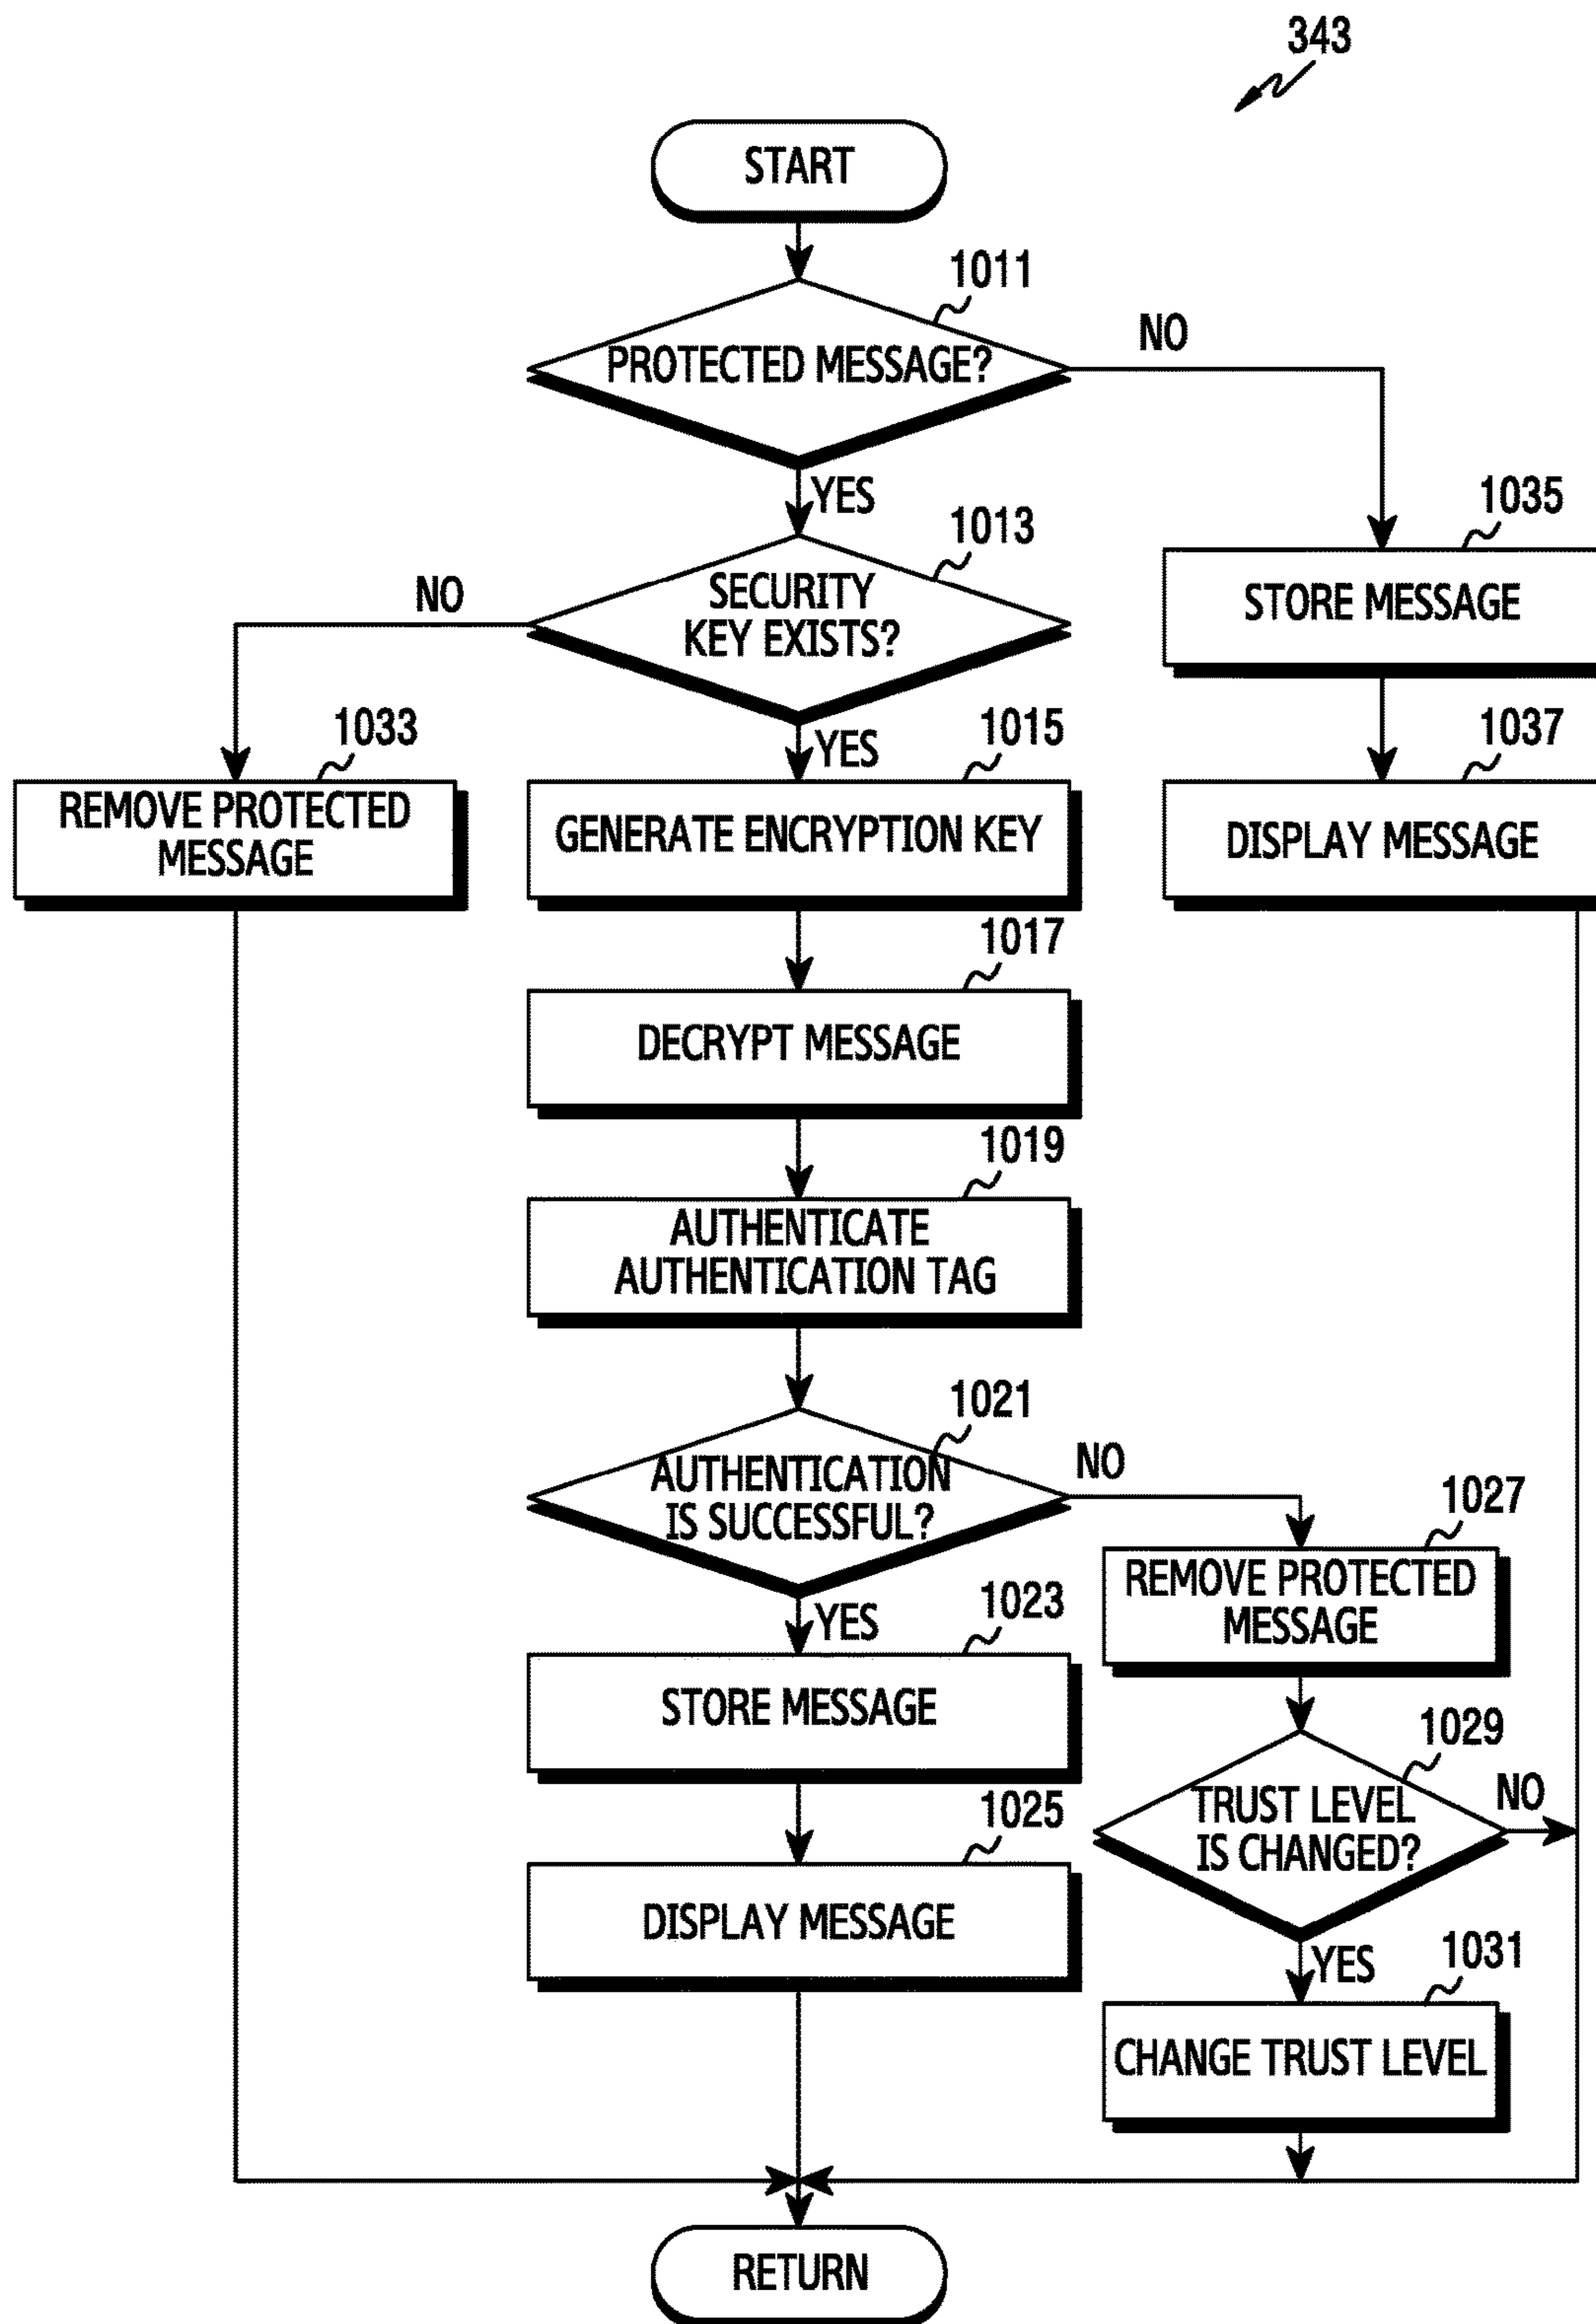 343
START
1011
PROTECTED MESSAGE?
NO
YES
1013
SECURITY
KEY EXISTS?
NO
YES
1035
STORE MESSAGE
1033
REMOVE PROTECTED
MESSAGE
1015
GENERATE ENCRYPTION KEY
1037
DISPLAY MESSAGE
1017
DECRYPT MESSAGE
1019
AUTHENTICATE
AUTHENTICATION TAG
1021
AUTHENTICATION
IS SUCCESSFUL?
NO
YES
1027
REMOVE PROTECTED
MESSAGE
1023
STORE MESSAGE
1029
TRUST LEVEL
IS CHANGED?
NO
YES
1025
DISPLAY MESSAGE
1031
CHANGE TRUST LEVEL
RETURN